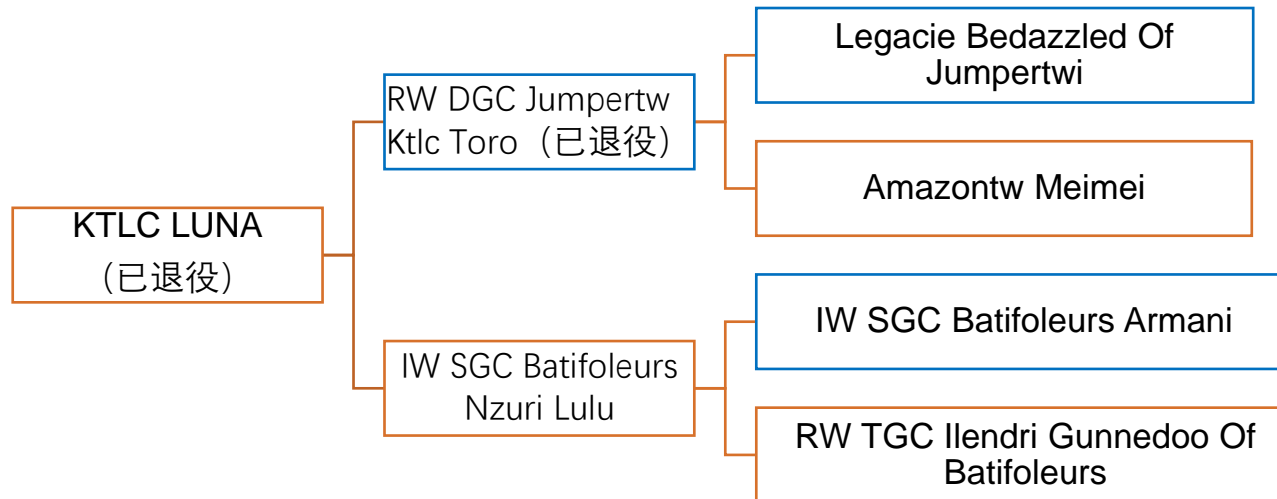 KTLC LUNA
（已退役）
RW DGC Jumpertw
Ktlc Toro（已退役）
IW SGC Batifoleurs
Nzuri Lulu
Legacie Bedazzled Of
Jumpertwi
Amazontw Meimei
IW SGC Batifoleurs Armani
RW TGC Ilendri Gunnedoo Of
Batifoleurs